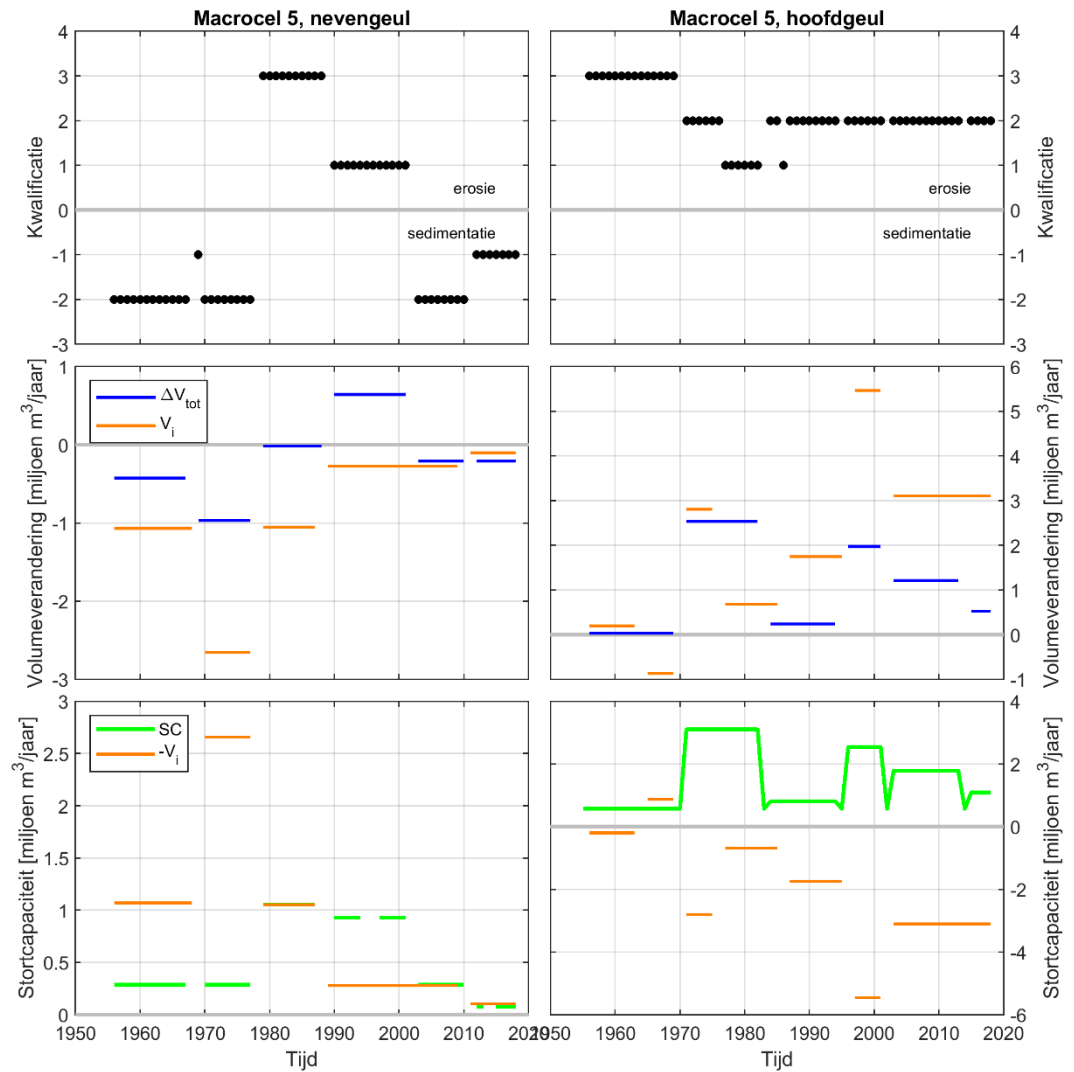 Macrocel 5, nevengeul
Macrocel 5, hoofdgeul
4
3
2
1
0
-1
-2
-3
Kwalificatie
erosie
sedimentatie
4
3
2
1
0
-1
-2
-3
Kwalificatie
erosie
sedimentatie
1
0
-1
-2
-3
Volumeverandering [miljoen m³/jaar]
ΔV_tot
V_i
6
5
4
3
2
1
0
-1
Volumeverandering [miljoen m³/jaar]
3
2.5
2
1.5
1
0.5
0
Stortcapaciteit [miljoen m³/jaar]
SC
-V_i
4
2
0
-2
-4
-6
Stortcapaciteit [miljoen m³/jaar]
1950 1960 1970 1980 1990 2000 2010 2020
Tijd
1950 1960 1970 1980 1990 2000 2010 2020
Tijd